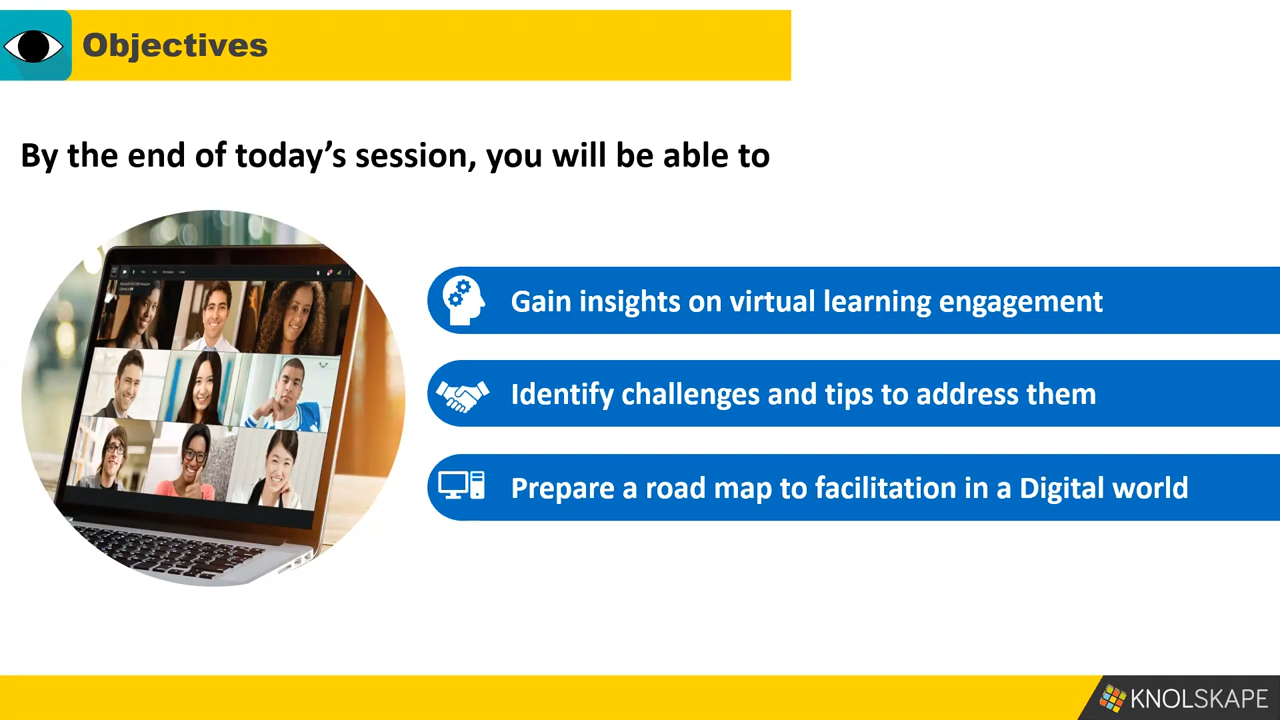 Objectives
By the end of today’s session, you will be able to
Gain insights on virtual learning engagement
Identify challenges and tips to address them
Prepare a road map to facilitation in a Digital world
KNOLSKAPE